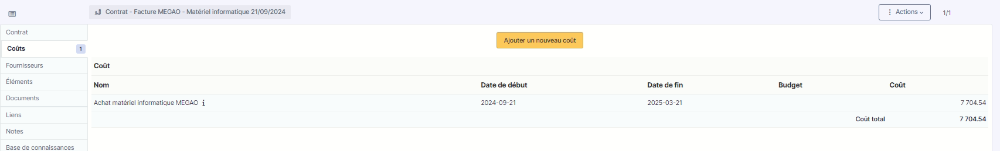 Contrat - Facture MEGAO - Matériel informatique 21/09/2024
Actions
1/1
Contrat
Coûts 1
Fournisseurs
Éléments
Documents
Liens
Notes
Base de connaissances
Ajouter un nouveau coût
Coût
Nom Date de début Date de fin Budget Coût
Achat matériel informatique MEGAO 2024-09-21 2025-03-21 7 704.54
Coût total 7 704.54